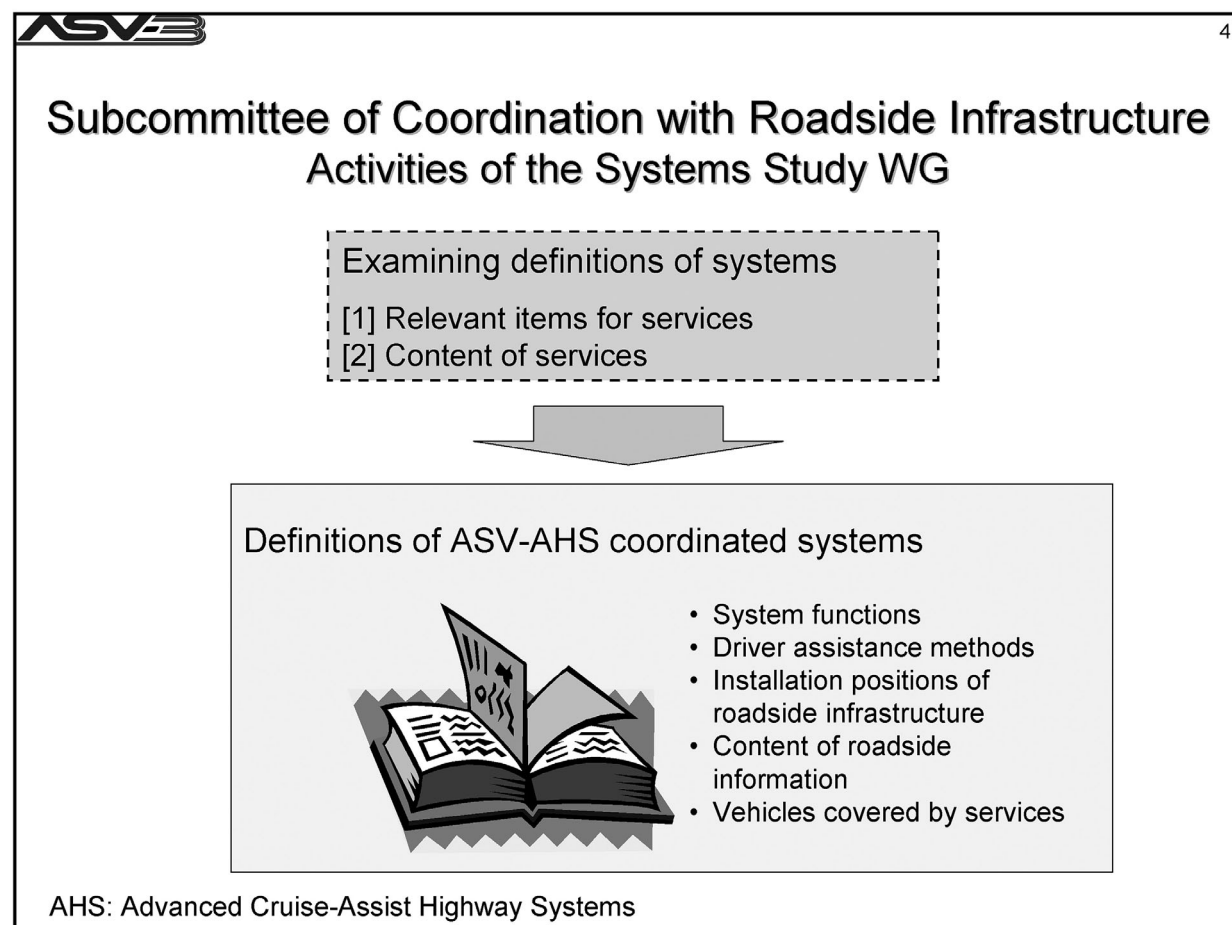 ASV-3
4
Subcommittee of Coordination with Roadside Infrastructure
Activities of the Systems Study WG
Examining definitions of systems
[1] Relevant items for services
[2] Content of services
Definitions of ASV-AHS coordinated systems
• System functions
• Driver assistance methods
• Installation positions of
roadside infrastructure
• Content of roadside
information
• Vehicles covered by services
AHS: Advanced Cruise-Assist Highway Systems